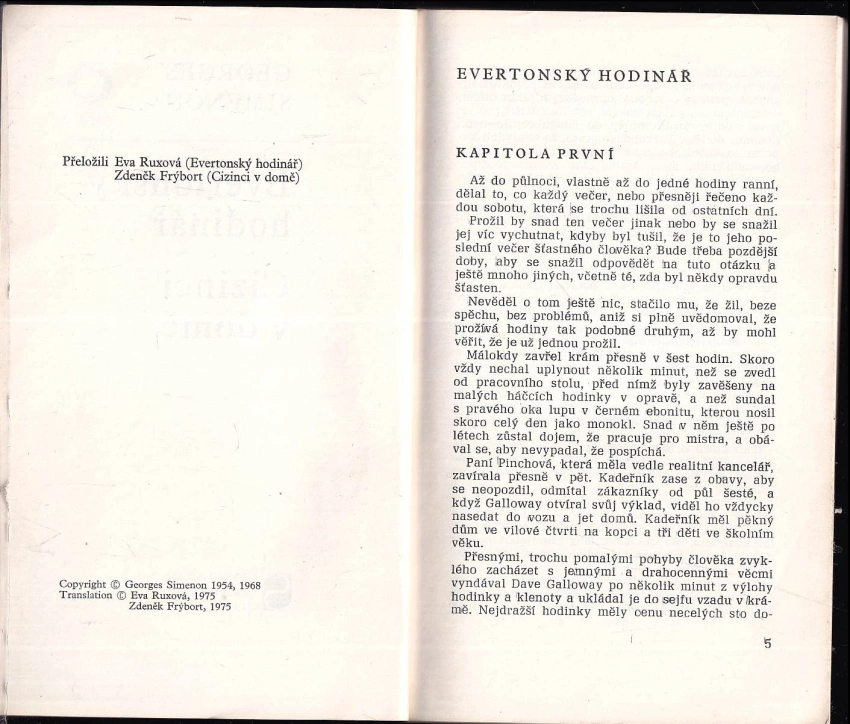 Přeložili Eva Ruxová (Evertonský hodinář)
Zdeněk Frýbort (Cizinci v domě)
Copyright © Georges Simenon 1954, 1968
Translation © Eva Ruxová, 1975
Zdeněk Frýbort, 1975
EVERTONSKÝ HODINÁŘ
KAPITOLA PRVNÍ
Až do půlnoci, vlastně až do jedné hodiny ranní,
dělal to, co každý večer, nebo přesněji řečeno kaž-
dou sobotu, která se trochu lišila od ostatních dní.
Prožil by snad ten večer jinak nebo by se snažil
jej víc vychutnat, kdyby byl tušil, že je to jeho po-
slední večer šťastného člověka? Bude třeba pozdější
doby, aby se snažil odpovědět na tuto otázku a
ještě mnoho jiných, včetně té, zda byl někdy opravdu
šťasten.
Nevěděl o tom ještě nic, stačilo mu, že žil, beze
spěchu, bez problémů, aniž si plně uvědomoval, že
prožívá hodiny tak podobné druhým, až by mohl
věřit, že je už jednou prožil.
Málokdy zavřel krám přesně v šest hodin. Skoro
vždy nechal uplynout několik minut, než se zvedl
od pracovního stolu, před nímž byly zavěšeny na
malých háčcích hodinky v opravě, a než sundal
s pravého oka lupu v černém ebonitu, kterou nosil
skoro celý den jako monokl. Snad v něm ještě po
létech zůstal dojem, že pracuje pro mistra, a obá-
val se, aby nevypadal, že pospíchá.
Paní Pinchová, která měla vedle realitní kancelář,
zavírala přesně v pět. Kadeřník zase z obavy, aby
se neopozdil, odmítal zákazníky od půl šesté, a
když Galloway otvíral svůj výklad, viděl ho vždycky
nasedat do vozu a jet domů. Kadeřník měl pěkný
dům ve vilové čtvrti na kopci a tři děti ve školním
věku.
Přesnými, trochu pomalými pohyby člověka zvyk-
lého zacházet s jemnými a drahocennými věcmi
vyndával Dave Galloway po několik minut z výlohy
hodinky a klenoty a ukládal je do sejfu vzadu v krá-
mě. Nejdražší hodinky měly cenu necelých sto do-
5